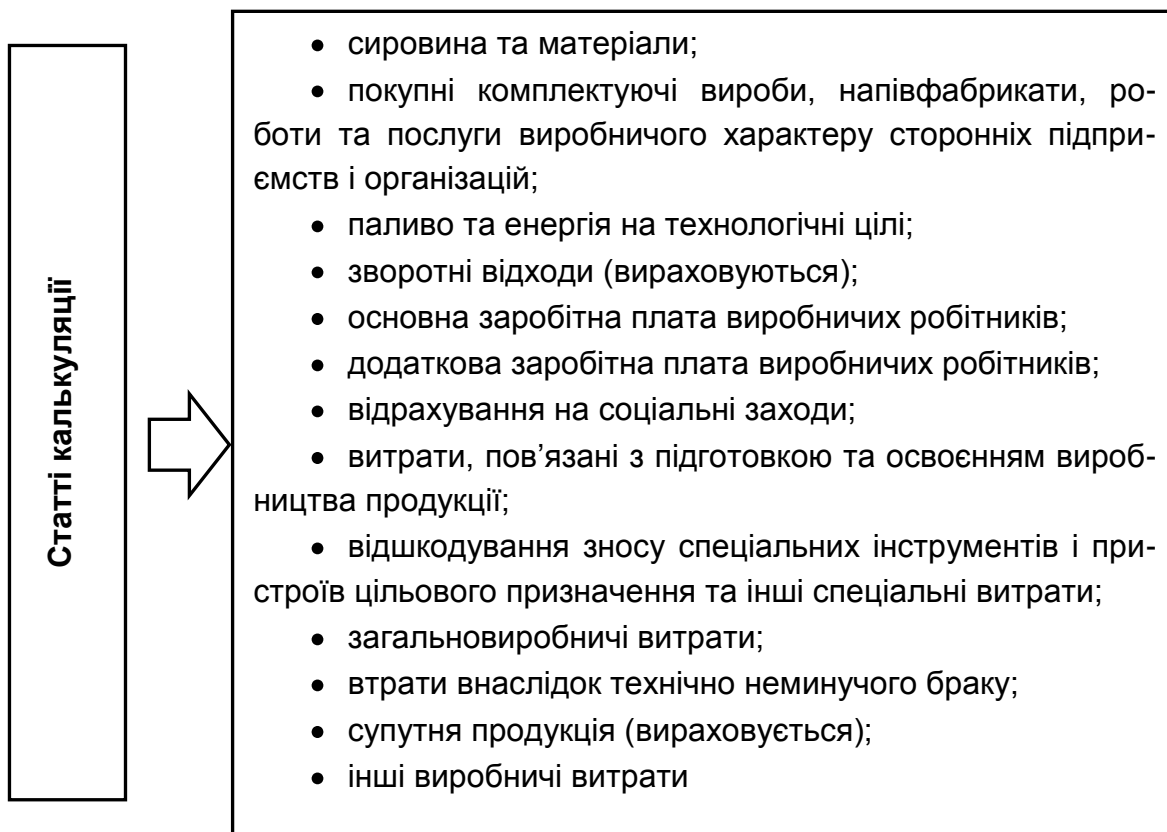 Статті калькуляції
• сировина та матеріали;
• покупні комплектуючі вироби, напівфабрикати, ро-
боти та послуги виробничого характеру сторонніх підпри-
ємств і організацій;
• паливо та енергія на технологічні цілі;
• зворотні відходи (вираховуються);
• основна заробітна плата виробничих робітників;
• додаткова заробітна плата виробничих робітників;
• відрахування на соціальні заходи;
• витрати, пов’язані з підготовкою та освоєнням вироб-
ництва продукції;
• відшкодування зносу спеціальних інструментів і при-
строїв цільового призначення та інші спеціальні витрати;
• загальновиробничі витрати;
• втрати внаслідок технічно неминучого браку;
• супутня продукція (вираховується);
• інші виробничі витрати